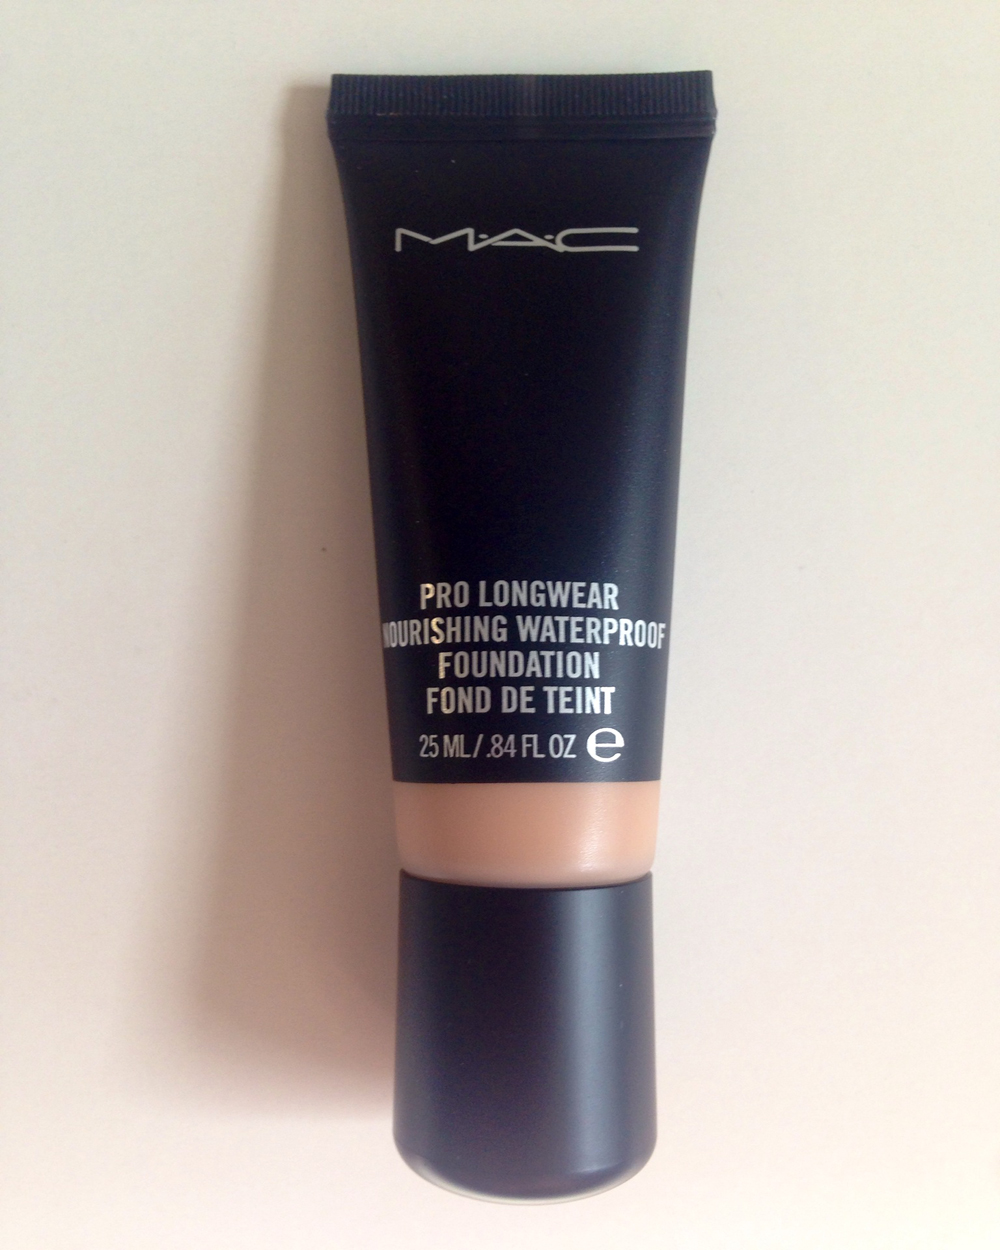 M·A·C
PRO LONGWEAR
NOURISHING WATERPROOF
FOUNDATION
FOND DE TEINT
25 ML/.84 FL OZ e